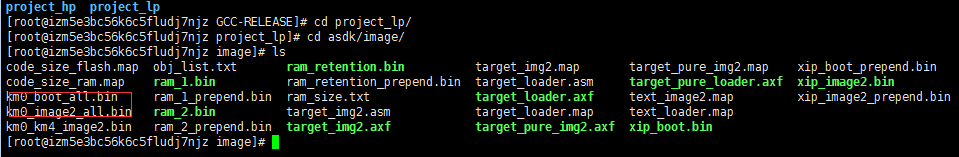 project_hp  project_lp
[root@izm5e3bc56k6c5fludj7njz GCC-RELEASE]# cd project_lp/
[root@izm5e3bc56k6c5fludj7njz project_lp]# cd asdk/image/
[root@izm5e3bc56k6c5fludj7njz image]# ls
code_size_flash.map  obj_list.txt       ram_retention.bin          target_img2.map       target_pure_img2.map    xip_boot_prepend.bin
code_size_ram.map    ram_1.bin          ram_retention_prepend.bin  target_loader.asm     target_pure_loader.axf  xip_image2.bin
km0_boot_all.bin     ram_1_prepend.bin  ram_size.txt               target_loader.axf     text_image2.map         xip_image2_prepend.bin
km0_image2_all.bin   ram_2.bin          target_img2.asm            target_loader.map     text_loader.map
km0_km4_image2.bin   ram_2_prepend.bin  target_img2.axf            target_pure_img2.axf  xip_boot.bin
[root@izm5e3bc56k6c5fludj7njz image]#